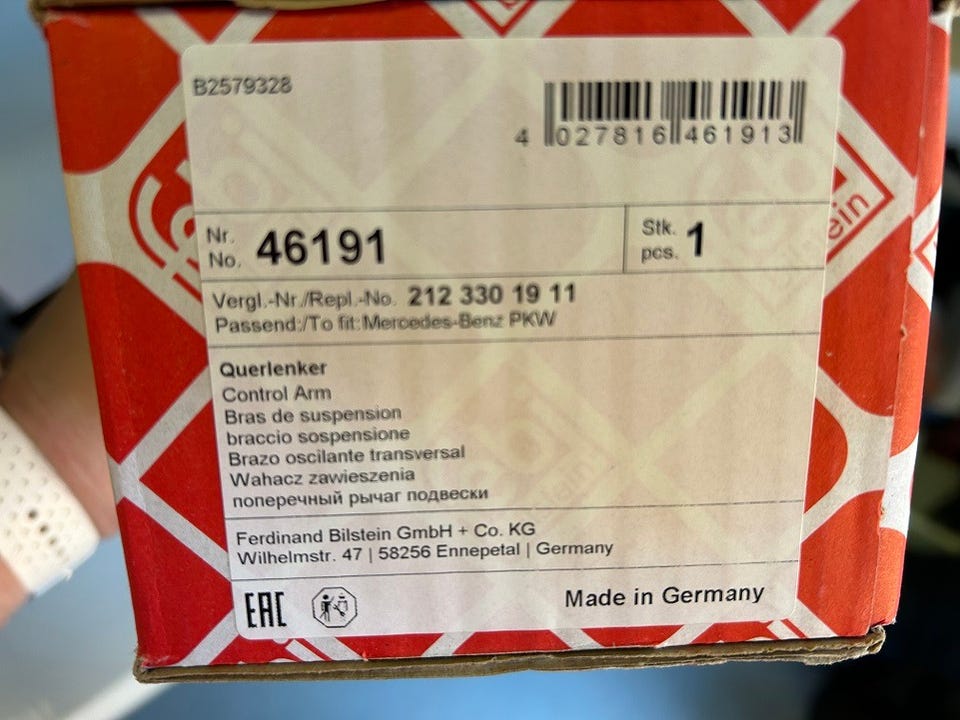 B2579328
4 027816 461913
Nr.
No. 46191
Stk.
pcs. 1
Vergl.-Nr./Repl.-No. 212 330 19 11
Passend:/To fit:Mercedes-Benz PKW
Querlenker
Control Arm
Bras de suspension
braccio sospensione
Brazo oscilante transversal
Wahacz zawieszenia
поперечный рычаг подвески
Ferdinand Bilstein GmbH + Co. KG
Wilhelmstr. 47 | 58256 Ennepetal | Germany
EAC
Made in Germany